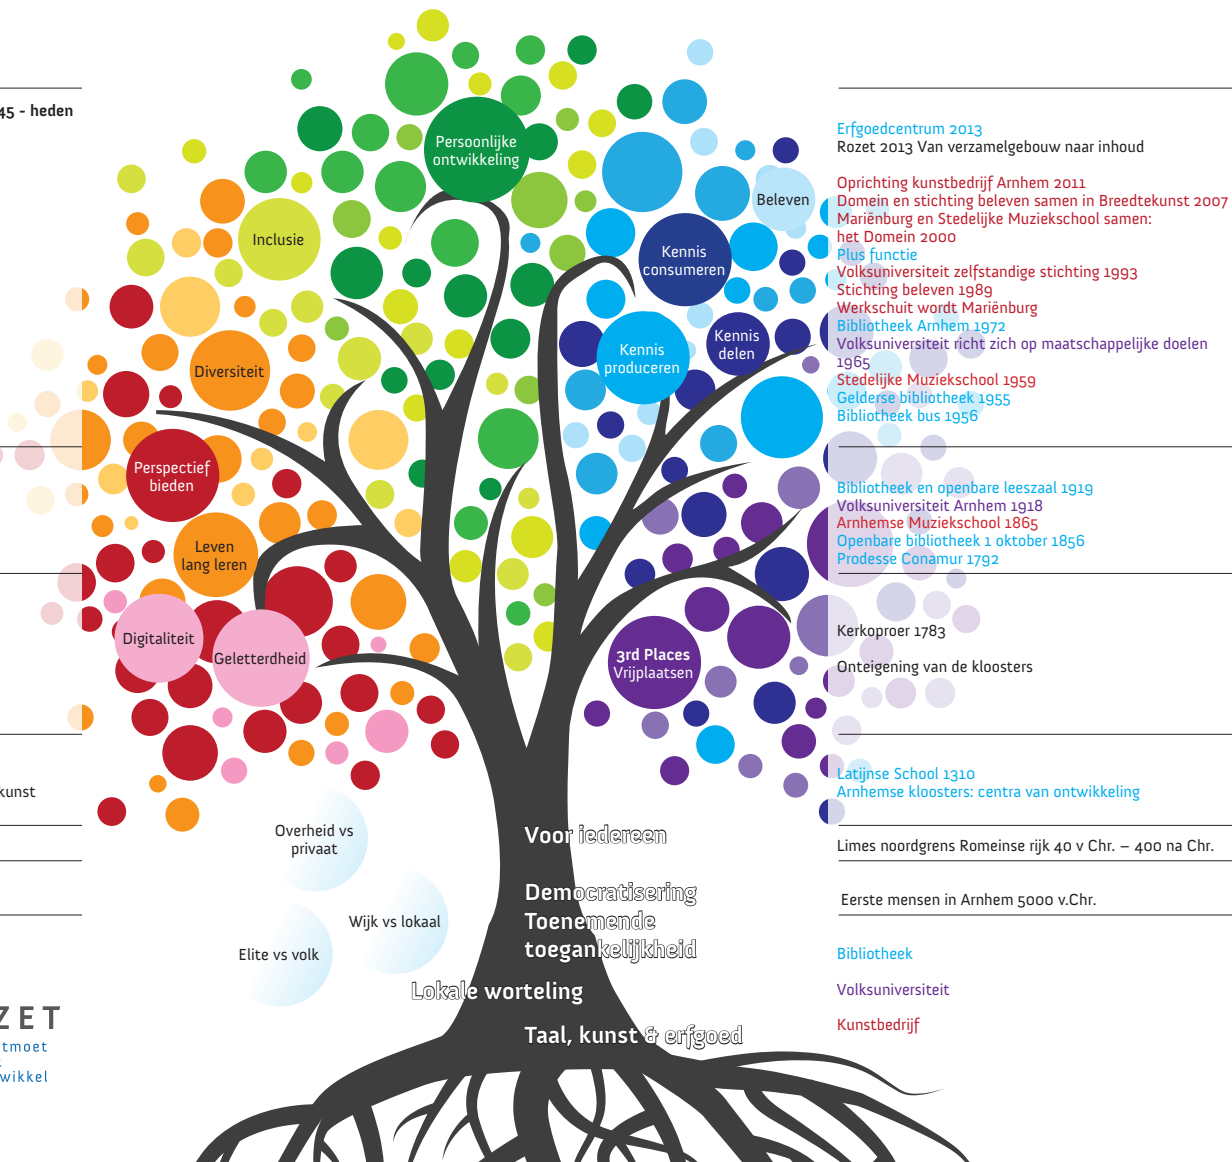 45 - heden
kunst
ZET
tmoet
wikkel
Persoonlijke
ontwikkeling
Inclusie
Beleven
Kennis
consumeren
Kennis
produceren
Kennis
delen
Diversiteit
Perspectief
bieden
Leven
lang leren
Digitaliteit
Geletterdheid
3rd Places
Vrijplaatsen
Overheid vs
privaat
Wijk vs lokaal
Elite vs volk
Voor iedereen
Democratisering
Toenemende
toegankelijkheid
Lokale worteling
Taal, kunst & erfgoed
Erfgoedcentrum 2013
Rozet 2013 Van verzamelgebouw naar inhoud
Oprichting kunstbedrijf Arnhem 2011
Domein en stichting beleven samen in Breedtekunst 2007
Mariënburg en Stedelijke Muziekschool samen:
het Domein 2000
Plus functie
Volksuniversiteit zelfstandige stichting 1993
Stichting beleven 1989
Werkschuit wordt Mariënburg
Bibliotheek Arnhem 1972
Volksuniversiteit richt zich op maatschappelijke doelen
1965
Stedelijke Muziekschool 1959
Gelderse bibliotheek 1955
Bibliotheek bus 1956
Bibliotheek en openbare leeszaal 1919
Volksuniversiteit Arnhem 1918
Arnhemse Muziekschool 1865
Openbare bibliotheek 1 oktober 1856
Prodesse Conamur 1792
Kerkoproer 1783
Onteigening van de kloosters
Latijnse School 1310
Arnhemse kloosters: centra van ontwikkeling
Limes noordgrens Romeinse rijk 40 v Chr. – 400 na Chr.
Eerste mensen in Arnhem 5000 v.Chr.
Bibliotheek
Volksuniversiteit
Kunstbedrijf